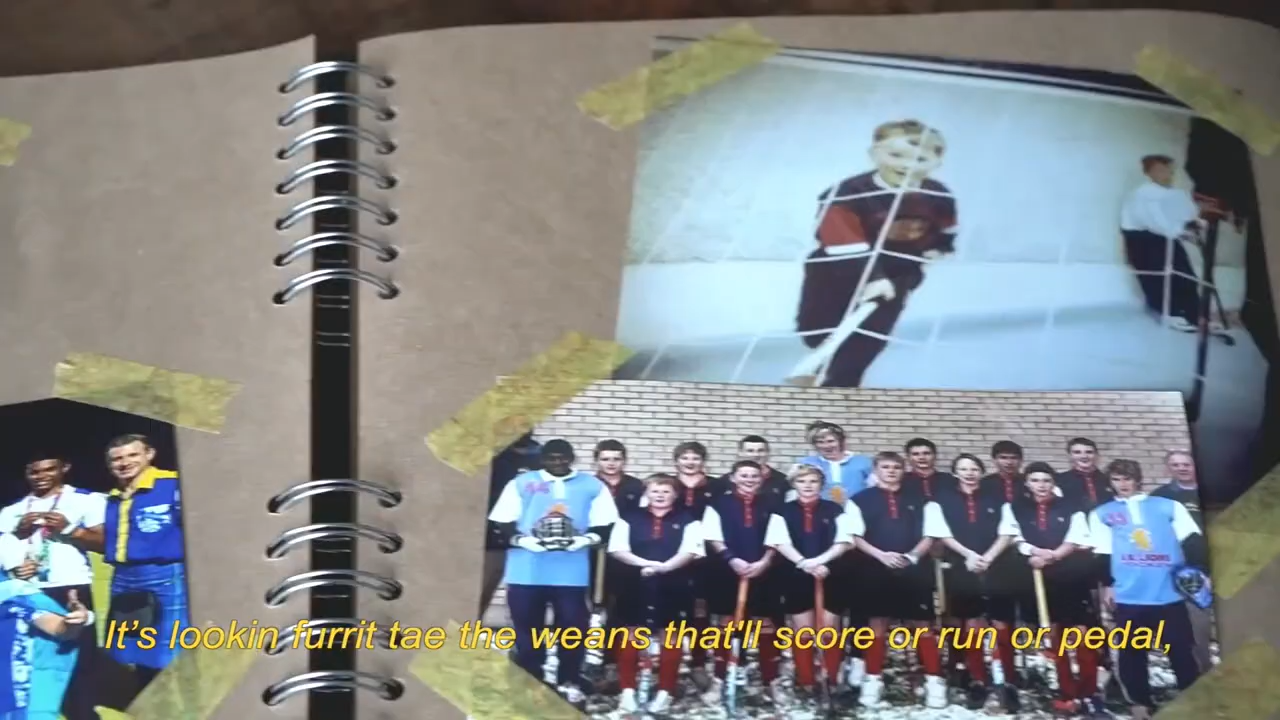 It's lookin furrit tae the weans that'll score or run or pedal,